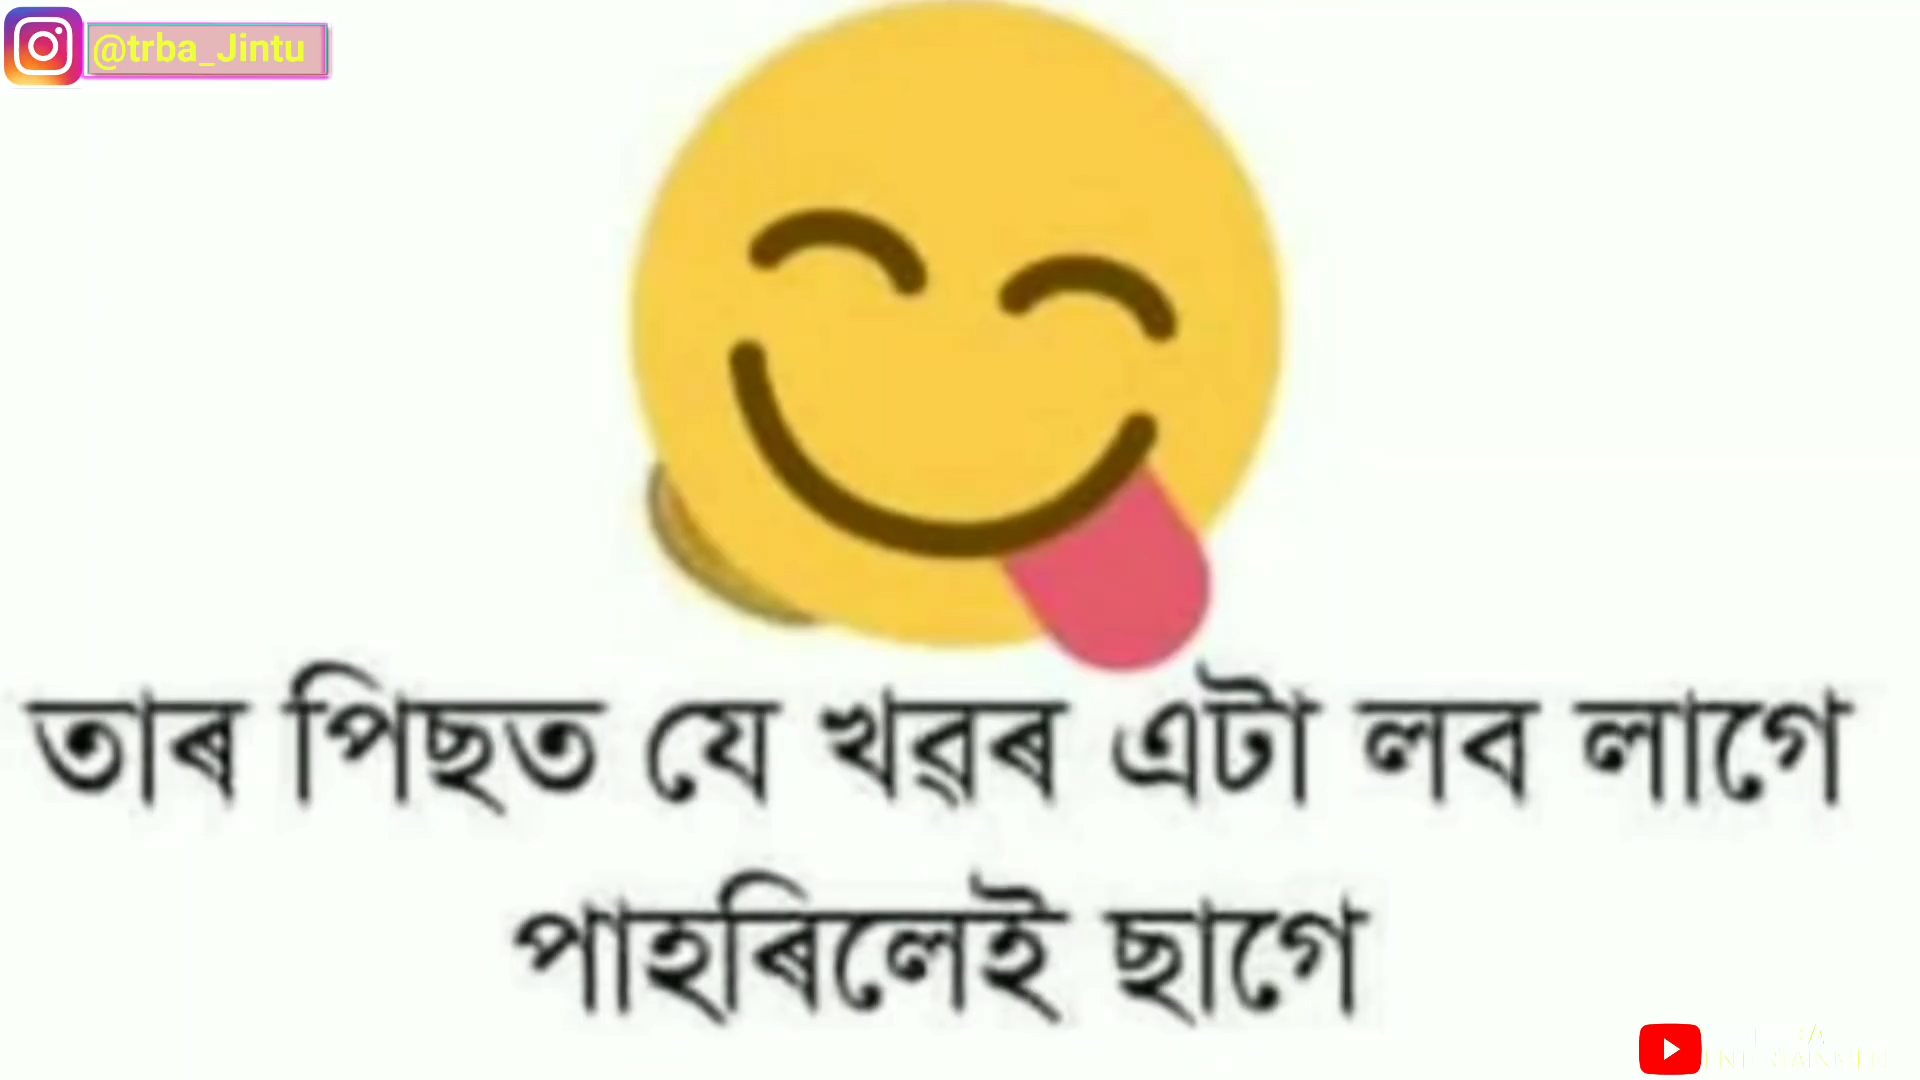 @trba_Jintu
তাৰ পিছত যে খৱৰ এটা লব লাগে
পাহৰিলেই ছাগে